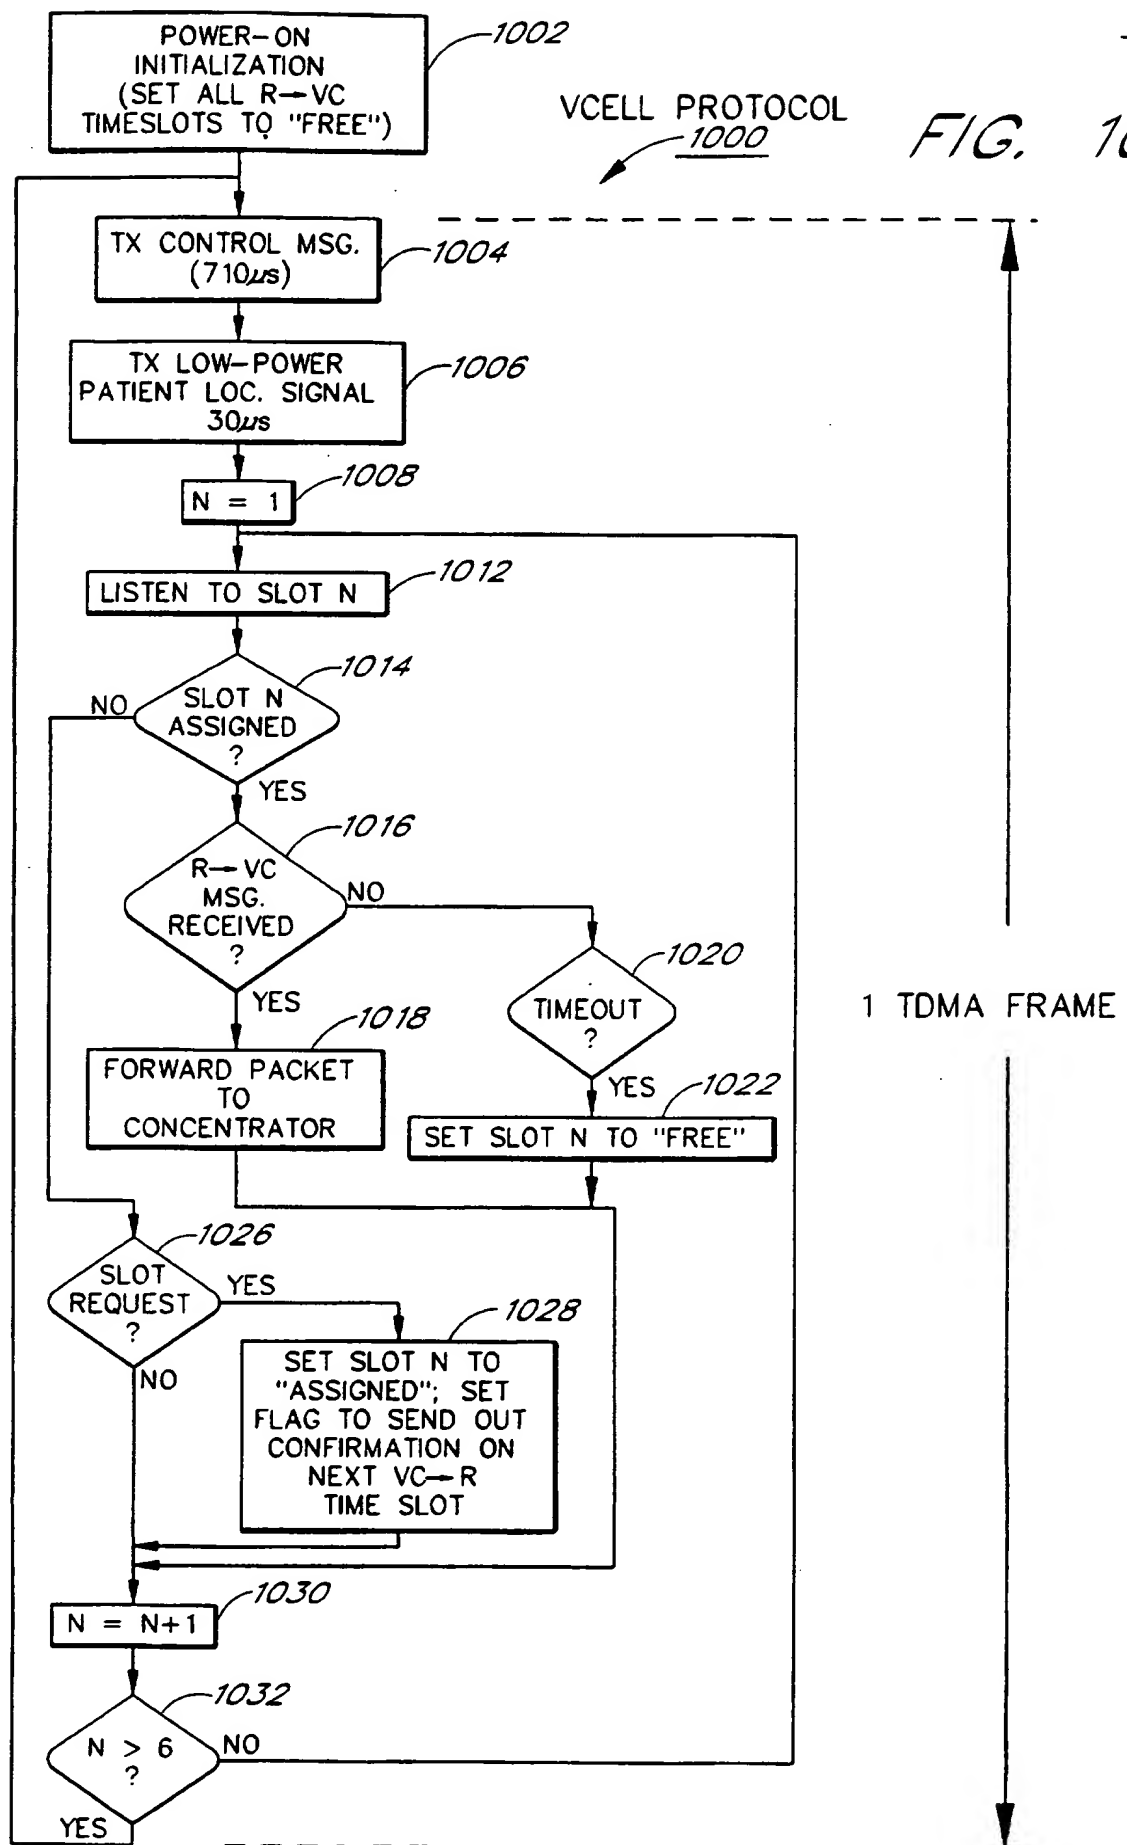 POWER-ON
INITIALIZATION
(SET ALL R→VC
TIMESLOTS TO "FREE")
1002
VCELL PROTOCOL
1000
FIG. 10
TX CONTROL MSG.
(710µs)
1004
TX LOW-POWER
PATIENT LOC. SIGNAL
30µs
1006
N = 1
1008
LISTEN TO SLOT N
1012
SLOT N
ASSIGNED
?
1014
NO
YES
R→VC
MSG.
RECEIVED
?
1016
NO
YES
TIMEOUT
?
1020
YES
1 TDMA FRAME
FORWARD PACKET
TO
CONCENTRATOR
1018
SET SLOT N TO "FREE"
1022
SLOT
REQUEST
?
1026
YES
NO
SET SLOT N TO
"ASSIGNED"; SET
FLAG TO SEND OUT
CONFIRMATION ON
NEXT VC→R
TIME SLOT
1028
N = N+1
1030
N > 6
?
1032
NO
YES